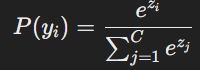 P(y_i) = \frac{e^{z_i}}{\sum_{j=1}^{C} e^{z_j}}